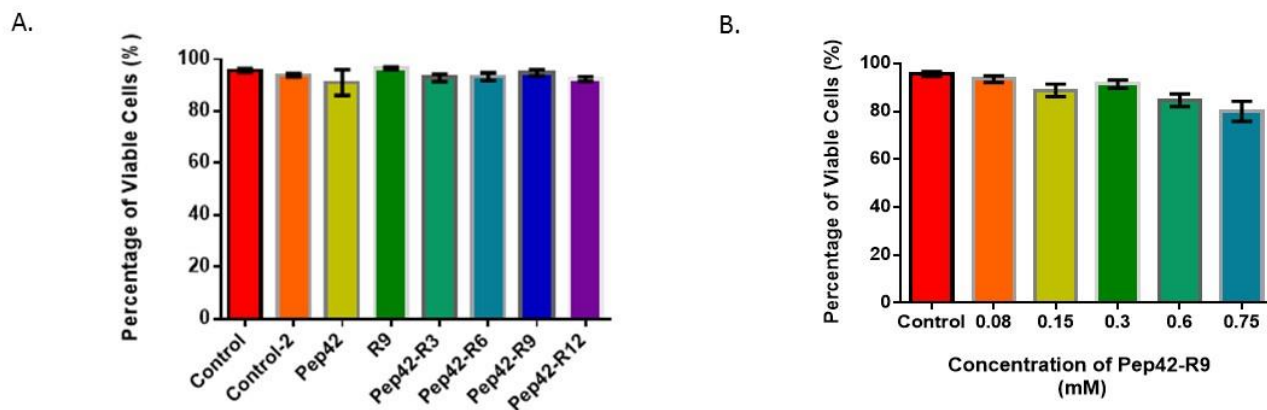 A.
Percentage of Viable Cells (%)
100
80
60
40
20
0
Control
Control-2
Pep42
R9
Pep42-R3
Pep42-R6
Pep42-R9
Pep42-R12
B.
Percentage of Viable Cells (%)
100
80
60
40
20
0
Control 0.08 0.15 0.3 0.6 0.75
Concentration of Pep42-R9
(mM)